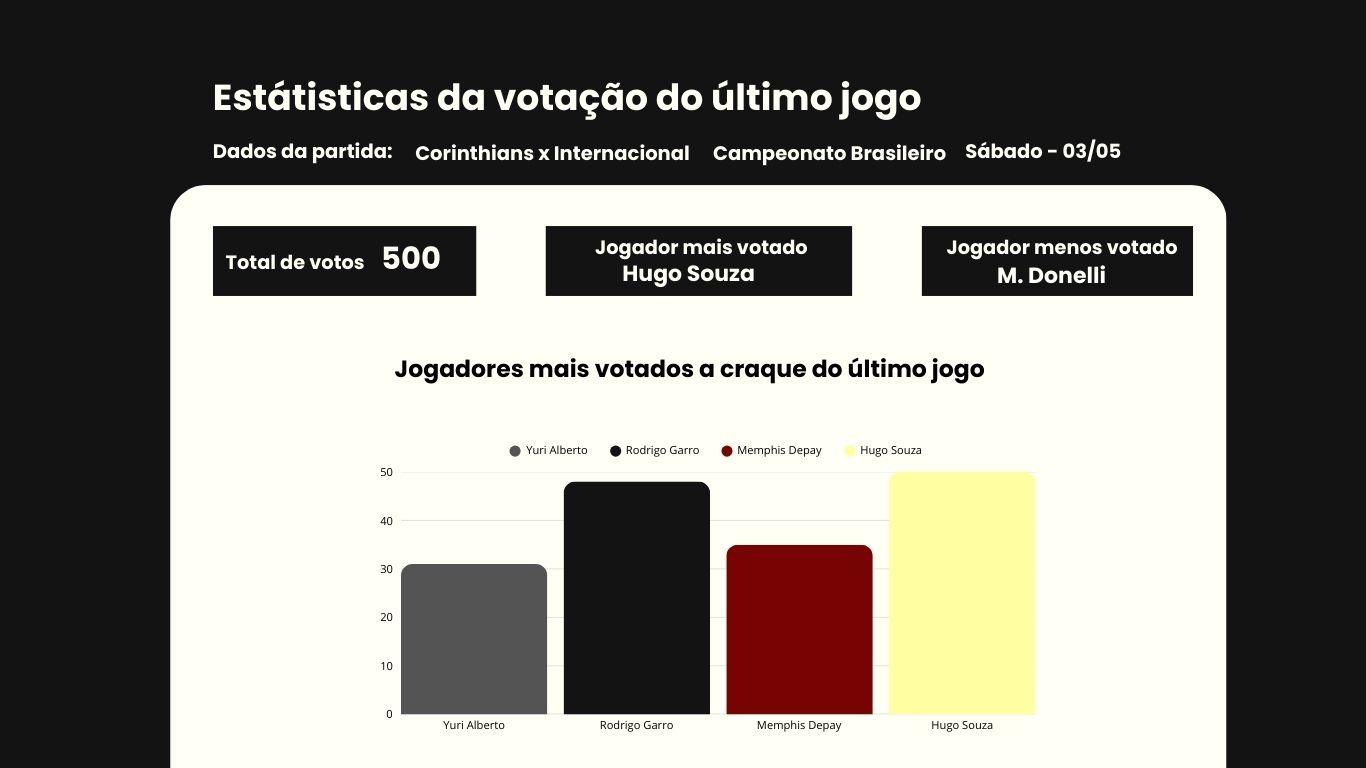 Estátisticas da votação do último jogo
Dados da partida: Corinthians x Internacional Campeonato Brasileiro Sábado - 03/05
Total de votos 500
Jogador mais votado
Hugo Souza
Jogador menos votado
M. Donelli
Jogadores mais votados a craque do último jogo
Yuri Alberto Rodrigo Garro Memphis Depay Hugo Souza
50
40
30
20
10
0
Yuri Alberto Rodrigo Garro Memphis Depay Hugo Souza